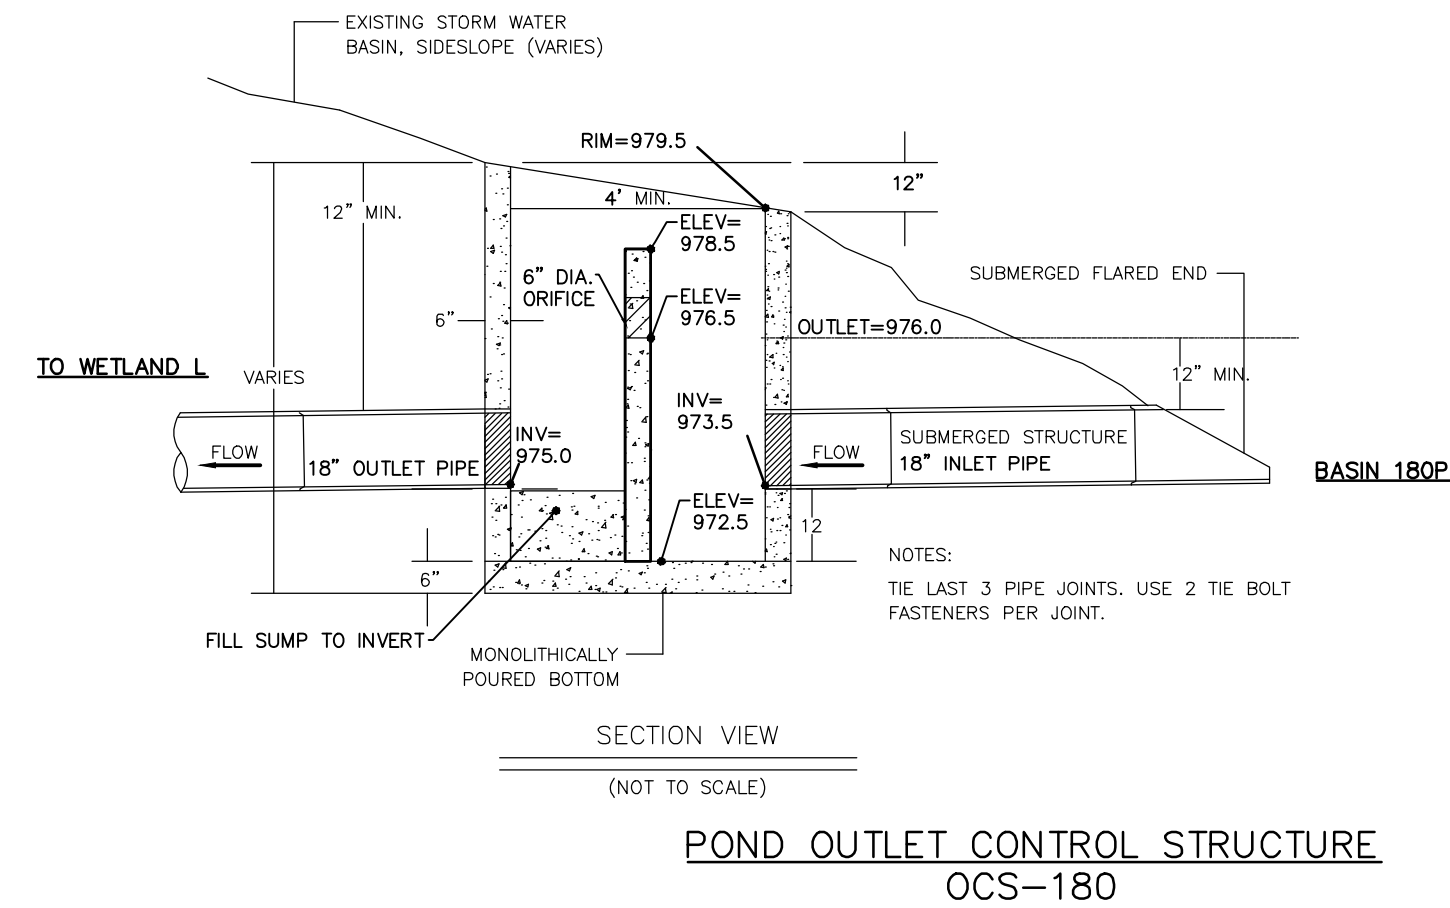 EXISTING STORM WATER
BASIN, SIDESLOPE (VARIES)
RIM=979.5
12"
4' MIN.
12" MIN.
ELEV=
978.5
6" DIA.
ORIFICE
SUBMERGED FLARED END
ELEV=
976.5
6"
OUTLET=976.0
TO WETLAND L
VARIES
12" MIN.
INV=
973.5
INV=
975.0
FLOW
18" OUTLET PIPE
FLOW
SUBMERGED STRUCTURE
18" INLET PIPE
BASIN 180P
ELEV=
972.5
12
6"
NOTES:
TIE LAST 3 PIPE JOINTS. USE 2 TIE BOLT
FASTENERS PER JOINT.
FILL SUMP TO INVERT
MONOLITHICALLY
POURED BOTTOM
SECTION VIEW
(NOT TO SCALE)
POND OUTLET CONTROL STRUCTURE
OCS-180